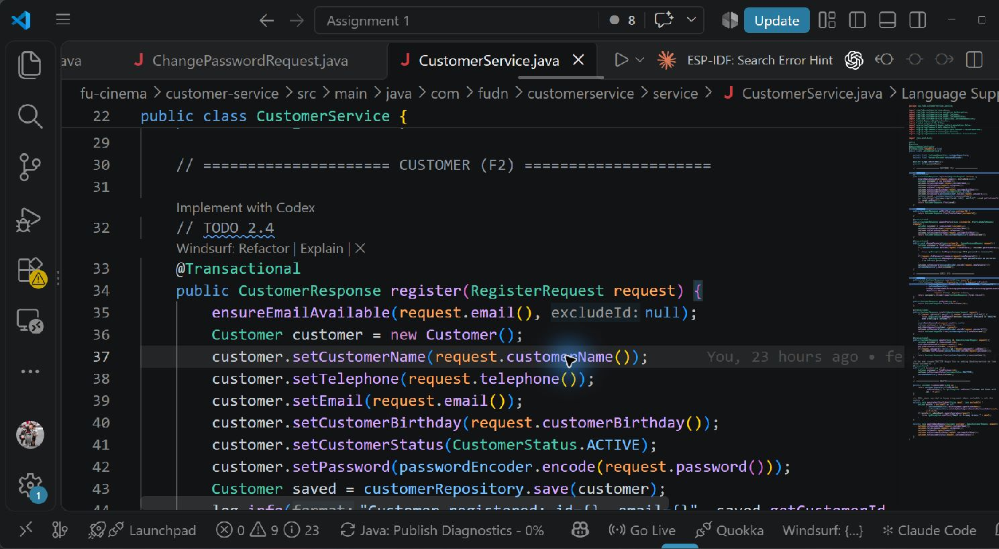 Assignment 1
8
Update
ava
ChangePasswordRequest.java
CustomerService.java
ESP-IDF: Search Error Hint
fu-cinema > customer-service > src > main > java > com > fudn > customerservice > service > CustomerService.java > Language Supp
22 public class CustomerService {
29
30 // ===================== CUSTOMER (F2) =====================
31
Implement with Codex
32 // TODO 2.4
Windsurf: Refactor | Explain | ×
33 @Transactional
34 public CustomerResponse register(RegisterRequest request) {
35 ensureEmailAvailable(request.email(), excludeId: null);
36 Customer customer = new Customer();
37 customer.setCustomerName(request.customerName()); You, 23 hours ago • fe
38 customer.setTelephone(request.telephone());
39 customer.setEmail(request.email());
40 customer.setCustomerBirthday(request.customerBirthday());
41 customer.setCustomerStatus(CustomerStatus.ACTIVE);
42 customer.setPassword(passwordEncoder.encode(request.password()));
43 Customer saved = customerRepository.save(customer);
44 log.info(format: "Customer registered: id={}, email={}", saved.getCustomerId
1
Launchpad
0
9
23
Java: Publish Diagnostics - 0%
Go Live
Quokka
Windsurf: {...}
Claude Code